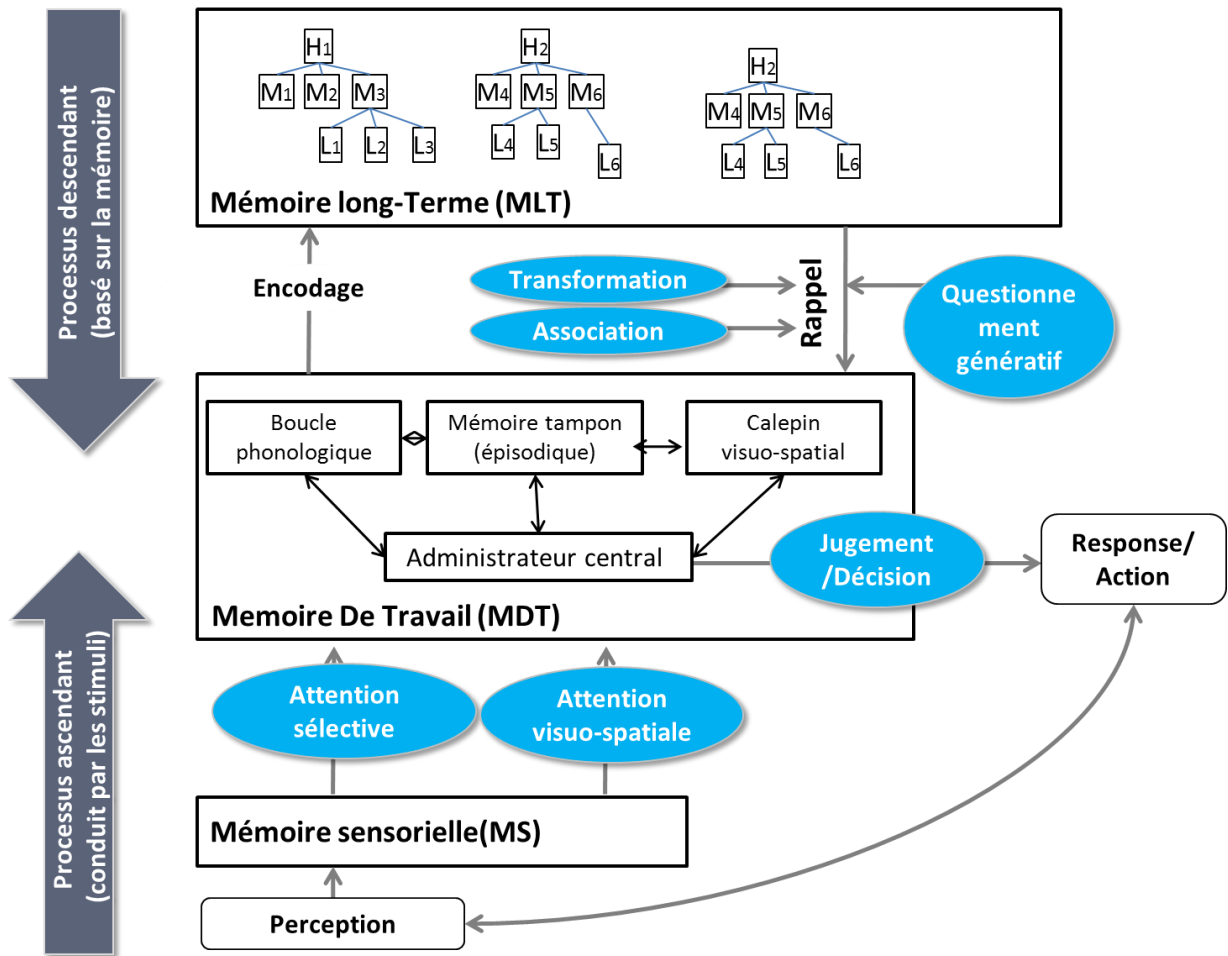 Processus descendant
(basé sur la mémoire)
H1
M1 M2 M3
L1 L2 L3
H2
M4 M5 M6
L4 L5
L6
H2
M4 M5 M6
L4 L5 L6
Mémoire long-Terme (MLT)
Encodage
Transformation
Association
Rappel
Questionne
ment
génératif
Boucle
phonologique
Mémoire tampon
(épisodique)
Calepin
visuo-spatial
Administrateur central
Jugement
/Décision
Response/
Action
Memoire De Travail (MDT)
Processus ascendant
(conduit par les stimuli)
Attention
sélective
Attention
visuo-spatiale
Mémoire sensorielle(MS)
Perception